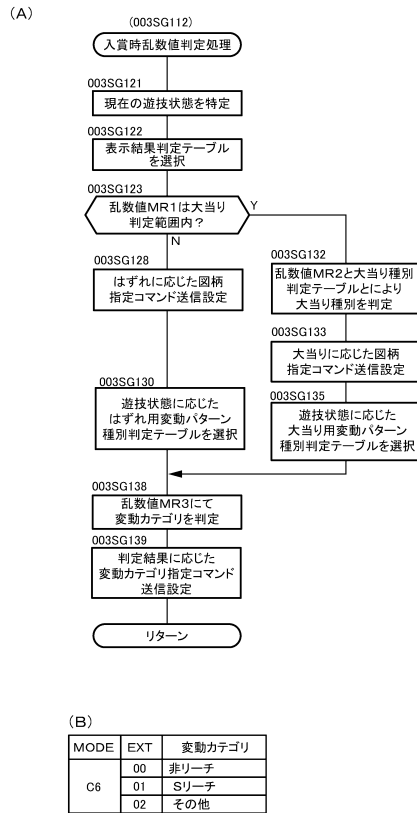 (A)
(003SG112)
入賞時乱数値判定処理
003SG121
現在の遊技状態を特定
003SG122
表示結果判定テーブル
を選択
003SG123
乱数値MR1は大当り
判定範囲内？
Y
N
003SG128
はずれに応じた図柄
指定コマンド送信設定
003SG132
乱数値MR2と大当り種別
判定テーブルとにより
大当り種別を判定
003SG133
大当りに応じた図柄
指定コマンド送信設定
003SG130
遊技状態に応じた
はずれ用変動パターン
種別判定テーブルを選択
003SG135
遊技状態に応じた
大当り用変動パターン
種別判定テーブルを選択
003SG138
乱数値MR3にて
変動カテゴリを判定
003SG139
判定結果に応じた
変動カテゴリ指定コマンド
送信設定
リターン
(B)
MODE EXT 変動カテゴリ
C6 00 非リーチ
01 Sリーチ
02 その他